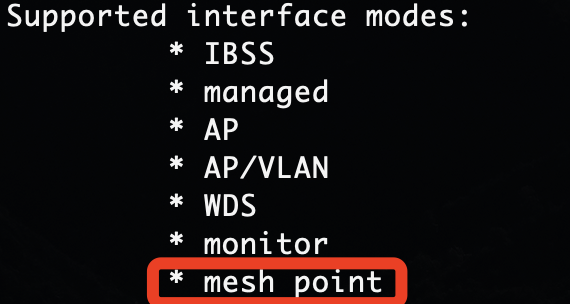 Supported interface modes:
* IBSS
* managed
* AP
* AP/VLAN
* WDS
* monitor
* mesh point